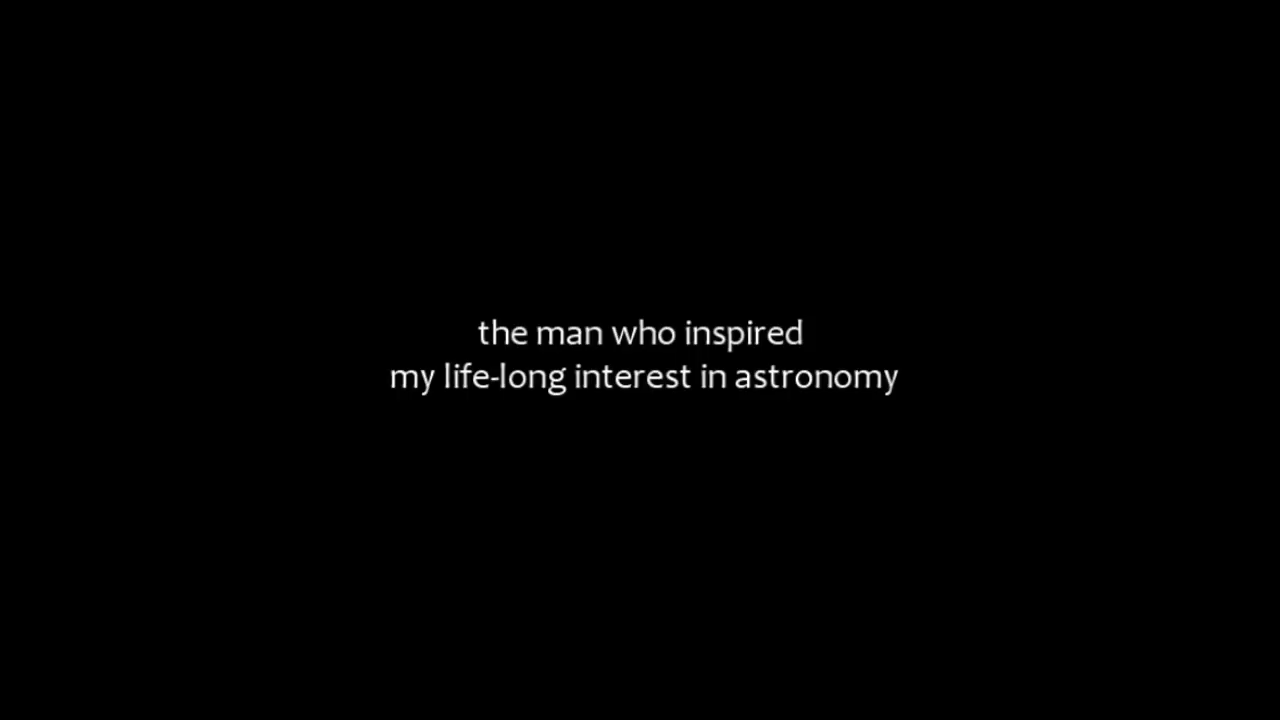 the man who inspired
my life-long interest in astronomy